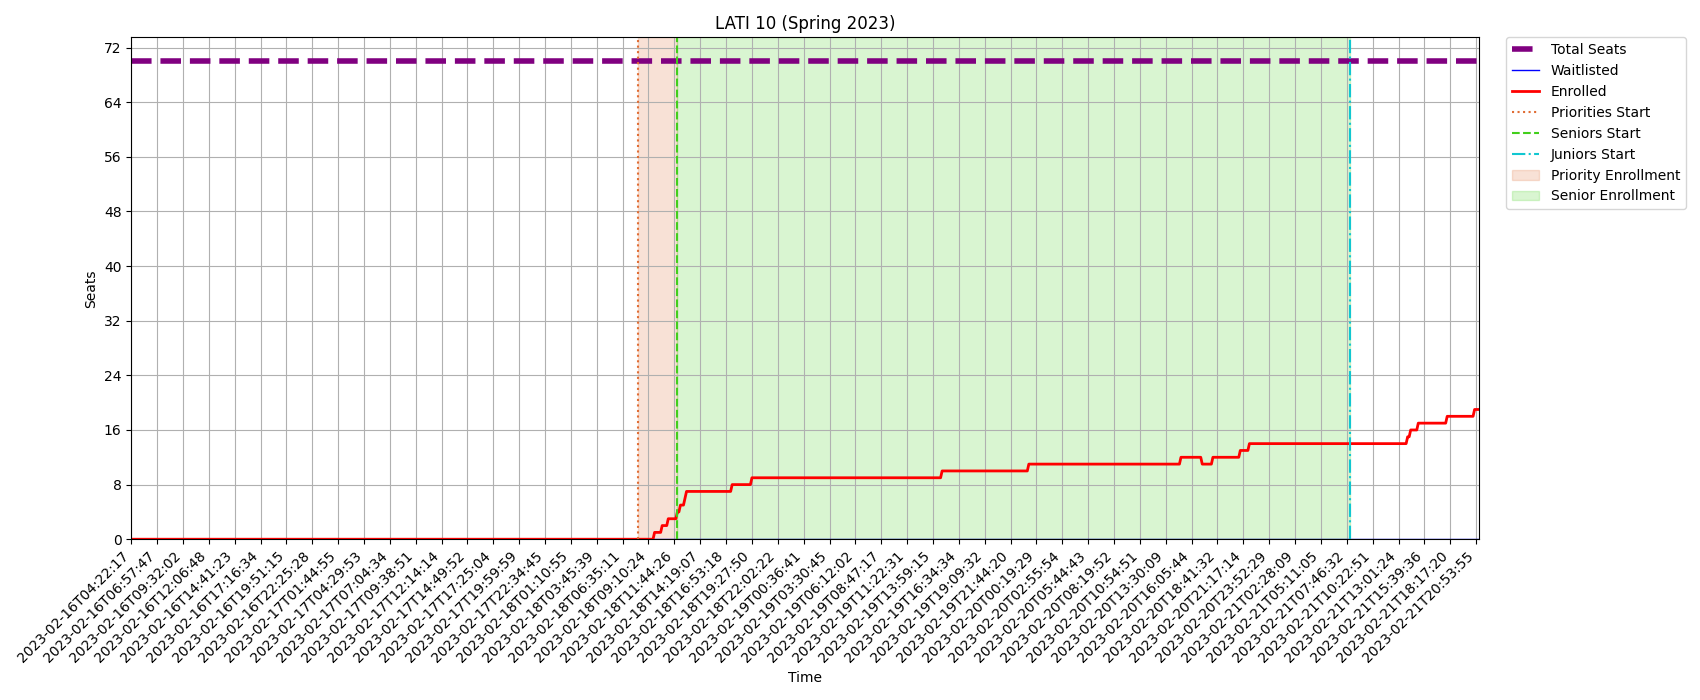 LATI 10 (Spring 2023)
72
64
56
48
40
32
24
16
8
0
Seats
2023-02-16T04:22:17
2023-02-16T06:57:47
2023-02-16T09:32:02
2023-02-16T12:06:48
2023-02-16T14:41:23
2023-02-16T17:16:34
2023-02-16T19:51:15
2023-02-16T22:25:28
2023-02-17T01:44:55
2023-02-17T04:29:53
2023-02-17T07:04:34
2023-02-17T09:38:51
2023-02-17T12:14:14
2023-02-17T14:49:52
2023-02-17T17:25:04
2023-02-17T19:59:59
2023-02-17T22:34:45
2023-02-18T01:10:55
2023-02-18T03:45:39
2023-02-18T06:35:11
2023-02-18T09:10:24
2023-02-18T11:44:26
2023-02-18T14:19:07
2023-02-18T16:53:18
2023-02-18T19:27:50
2023-02-18T22:02:22
2023-02-19T00:36:41
2023-02-19T03:30:45
2023-02-19T06:12:02
2023-02-19T08:47:17
2023-02-19T11:22:31
2023-02-19T13:59:15
2023-02-19T16:34:34
2023-02-19T19:09:32
2023-02-19T21:44:20
2023-02-20T00:19:29
2023-02-20T02:55:54
2023-02-20T05:44:43
2023-02-20T08:19:52
2023-02-20T10:54:51
2023-02-20T13:30:09
2023-02-20T16:05:44
2023-02-20T18:41:32
2023-02-20T21:17:14
2023-02-20T23:52:29
2023-02-21T02:28:09
2023-02-21T05:11:05
2023-02-21T07:46:32
2023-02-21T10:22:51
2023-02-21T13:01:24
2023-02-21T15:39:36
2023-02-21T18:17:20
2023-02-21T20:53:55
Time
Total Seats
Waitlisted
Enrolled
Priorities Start
Seniors Start
Juniors Start
Priority Enrollment
Senior Enrollment